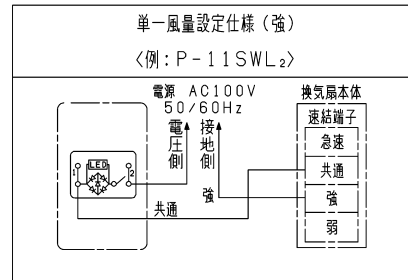 単一風量設定仕様（強）
〈例：P-11SWL₂〉
電源 AC100V
50/60Hz
換気扇本体
速結端子
電圧側
接地側
急速
共通
強
弱
LED
1
2
強
共通